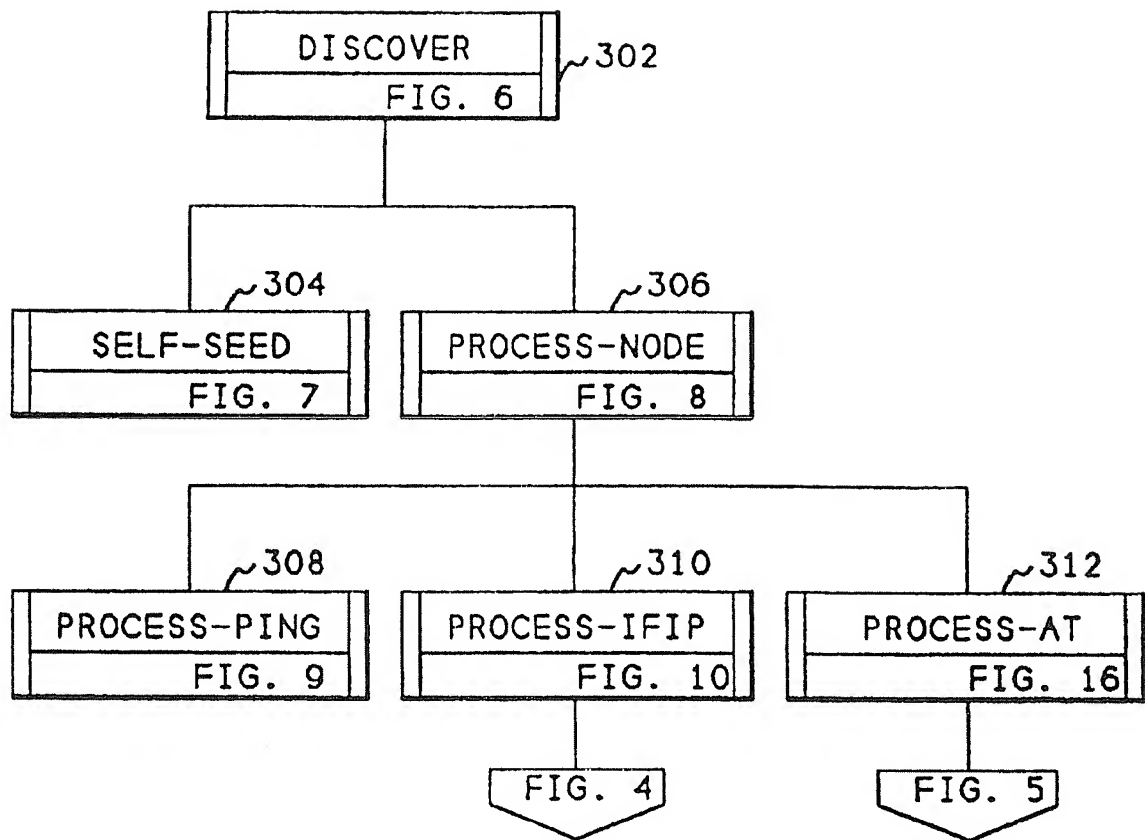 DISCOVER
FIG. 6
302
304
306
SELF-SEED
FIG. 7
PROCESS-NODE
FIG. 8
308
310
312
PROCESS-PING
FIG. 9
PROCESS-IFIP
FIG. 10
PROCESS-AT
FIG. 16
FIG. 4
FIG. 5